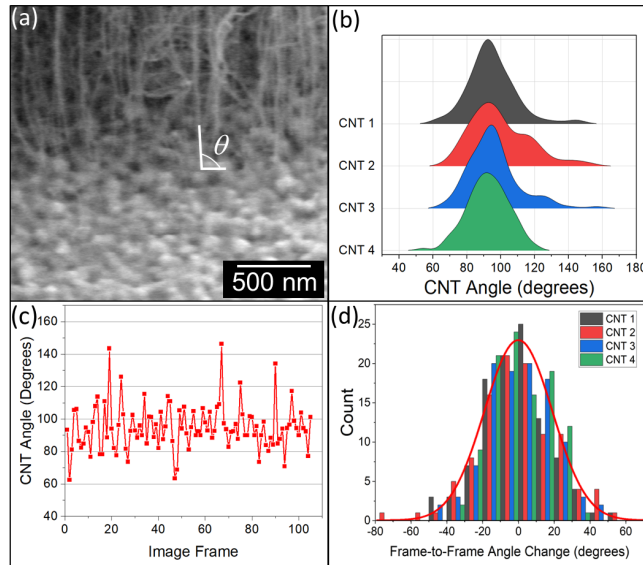 (a)
θ
500 nm
(b)
CNT 1
CNT 2
CNT 3
CNT 4
40 60 80 100 120 140 160 180
CNT Angle (degrees)
(c)
160
140
120
100
80
60
40
CNT Angle (Degrees)
0 20 40 60 80 100
Image Frame
(d)
CNT 1
CNT 2
CNT 3
CNT 4
25
20
15
10
5
0
Count
-80 -60 -40 -20 0 20 40 60
Frame-to-Frame Angle Change (degrees)